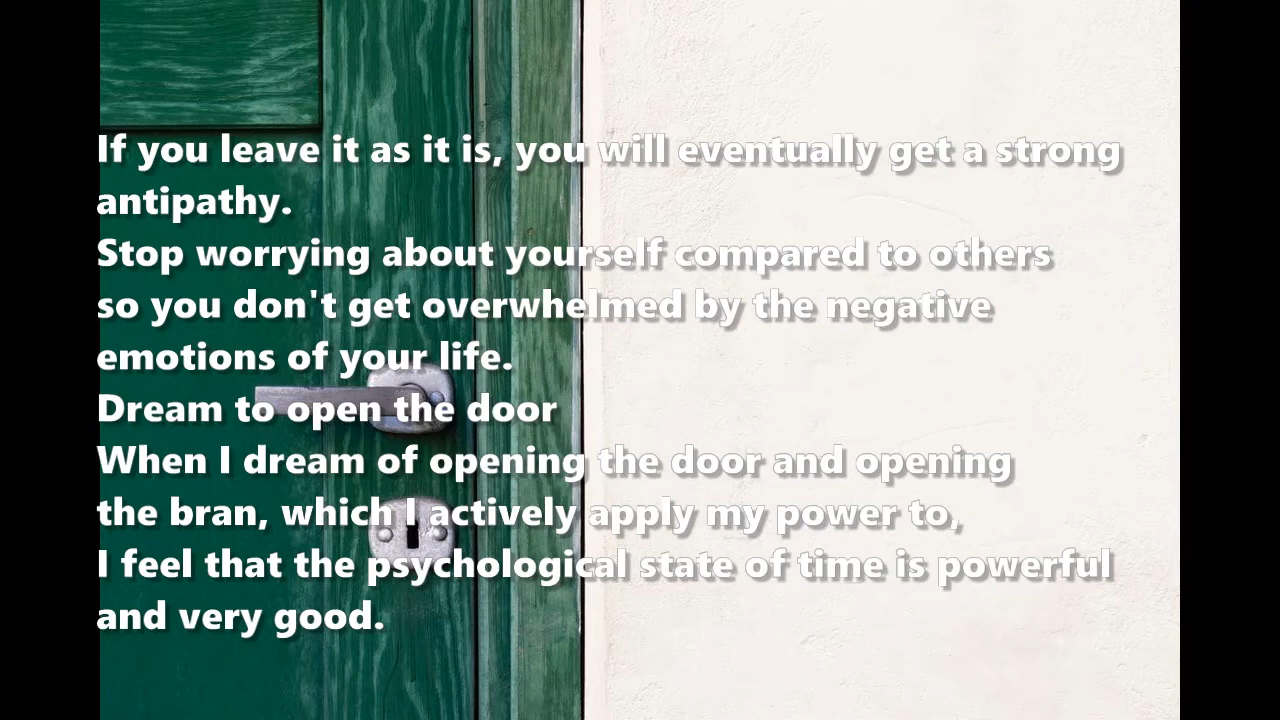 If you leave it as it is, you will eventually get a strong
antipathy.
Stop worrying about yourself compared to others
so you don't get overwhelmed by the negative
emotions of your life.
Dream to open the door
When I dream of opening the door and opening
the bran, which I actively apply my power to,
I feel that the psychological state of time is powerful
and very good.